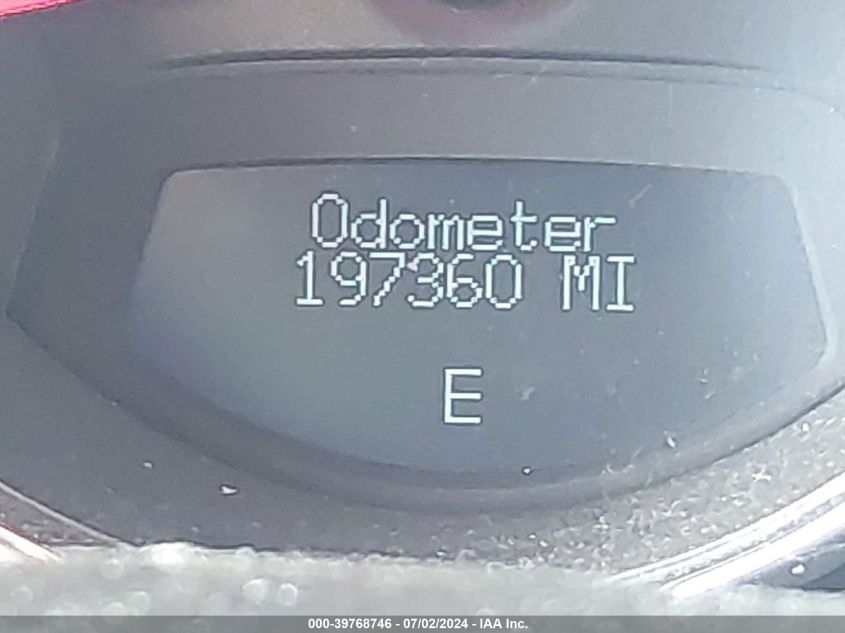 Odometer
197360 MI
E
000-39768746 - 07/02/2024 - IAA Inc.